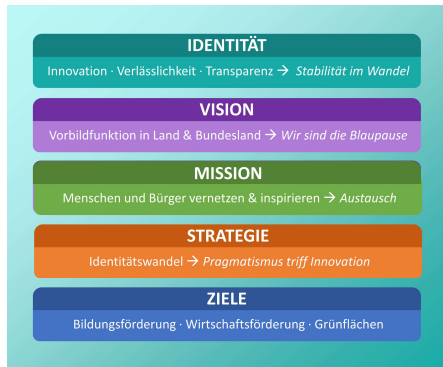 IDENTITÄT
Innovation · Verlässlichkeit · Transparenz → Stabilität im Wandel
VISION
Vorbildfunktion in Land & Bundesland → Wir sind die Blaupause
MISSION
Menschen und Bürger vernetzen & inspirieren → Austausch
STRATEGIE
Identitätswandel → Pragmatismus triff Innovation
ZIELE
Bildungsförderung · Wirtschaftsförderung · Grünflächen